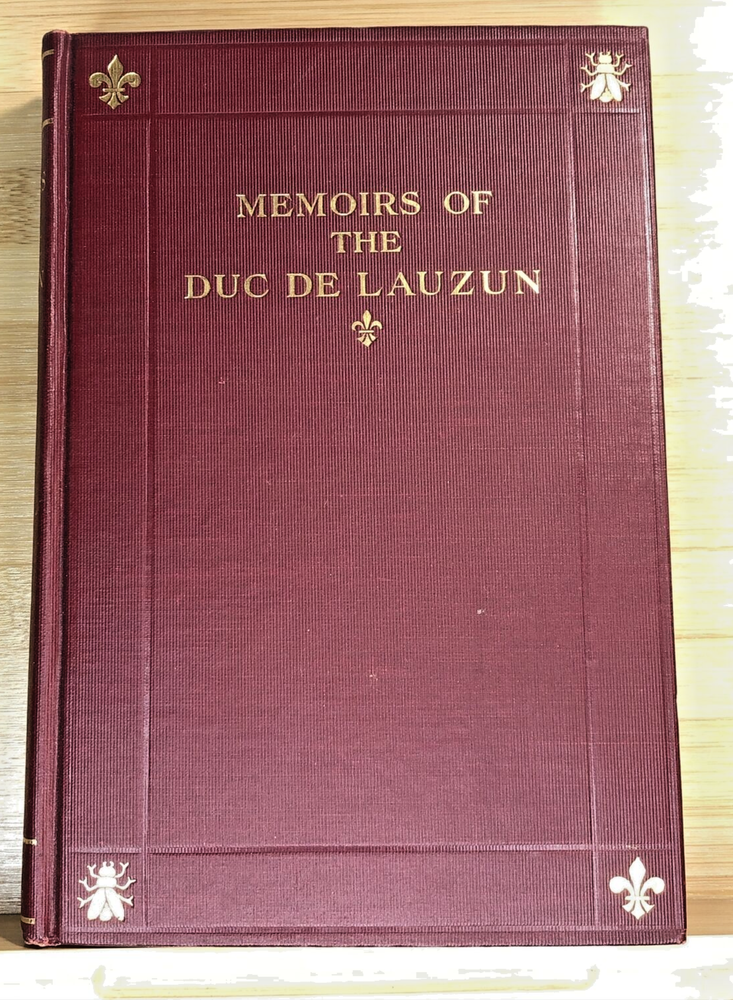 MEMOIRS OF
THE
DUC DE LAUZUN